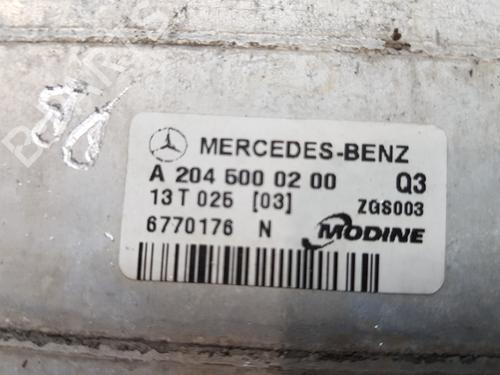 MERCEDES-BENZ
A 204 500 02 00 Q3
13 T 025 [03] ZGS003
6770176 N MODINE